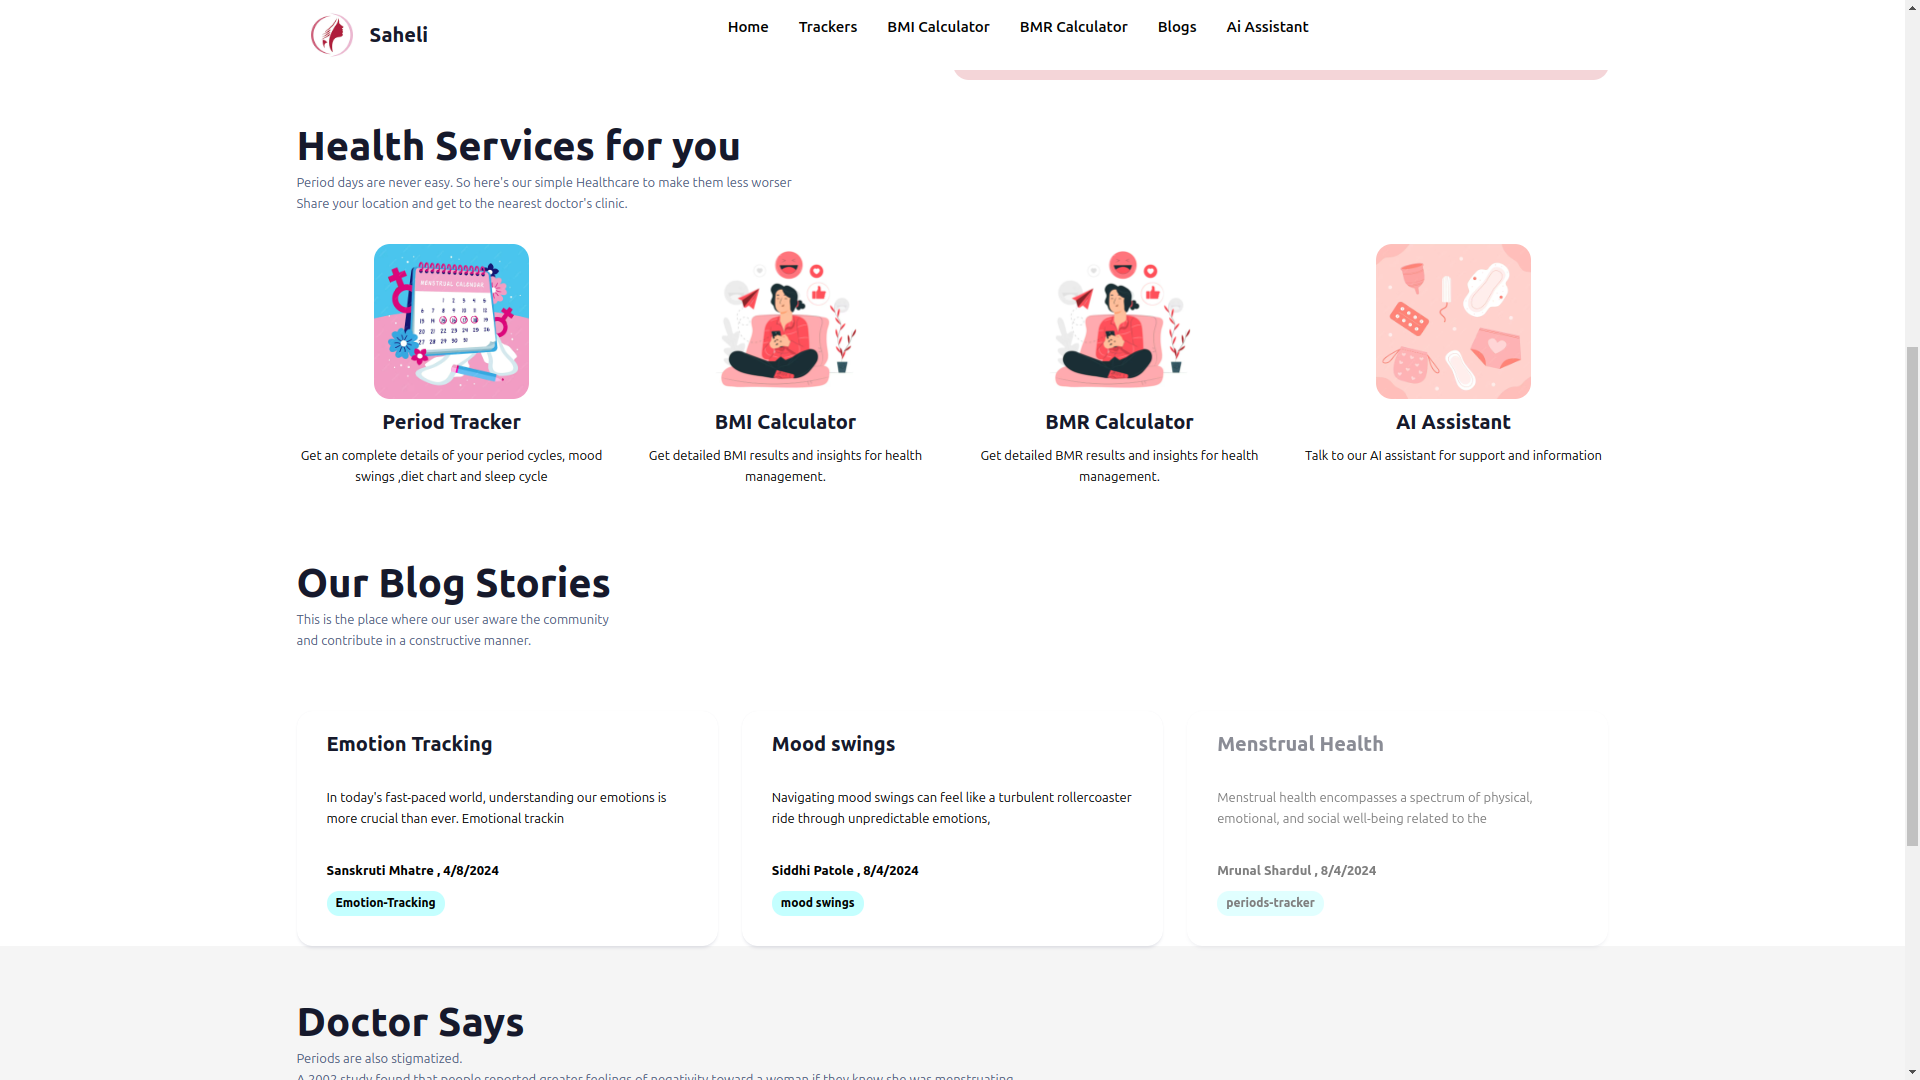 Saheli
Home Trackers BMI Calculator BMR Calculator Blogs Ai Assistant
Health Services for you
Period days are never easy. So here's our simple Healthcare to make them less worser
Share your location and get to the nearest doctor's clinic.
MENSTRUAL CALENDAR
Period Tracker
Get an complete details of your period cycles, mood
swings ,diet chart and sleep cycle
BMI Calculator
Get detailed BMI results and insights for health
management.
BMR Calculator
Get detailed BMR results and insights for health
management.
AI Assistant
Talk to our AI assistant for support and information
Our Blog Stories
This is the place where our user aware the community
and contribute in a constructive manner.
Emotion Tracking
In today's fast-paced world, understanding our emotions is
more crucial than ever. Emotional trackin
Sanskruti Mhatre , 4/8/2024
Emotion-Tracking
Mood swings
Navigating mood swings can feel like a turbulent rollercoaster
ride through unpredictable emotions,
Siddhi Patole , 8/4/2024
mood swings
Menstrual Health
Menstrual health encompasses a spectrum of physical,
emotional, and social well-being related to the
Mrunal Shardul , 8/4/2024
periods-tracker
Doctor Says
Periods are also stigmatized.
A 2002 study found that people reported greater feelings of negativity toward a woman if they knew she was menstruating